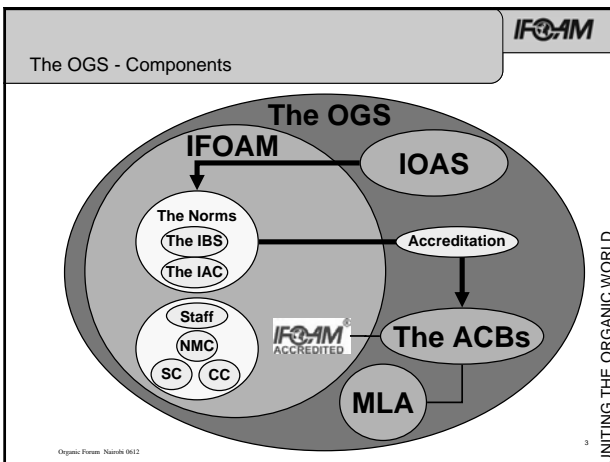 IFOAM
The OGS - Components
The OGS
IFOAM
IOAS
The Norms
The IBS
The IAC
Accreditation
Staff
NMC
SC CC
IFOAM ®
ACCREDITED
The ACBs
MLA
UNITING THE ORGANIC WORLD
3
Organic Forum Nairobi 0612